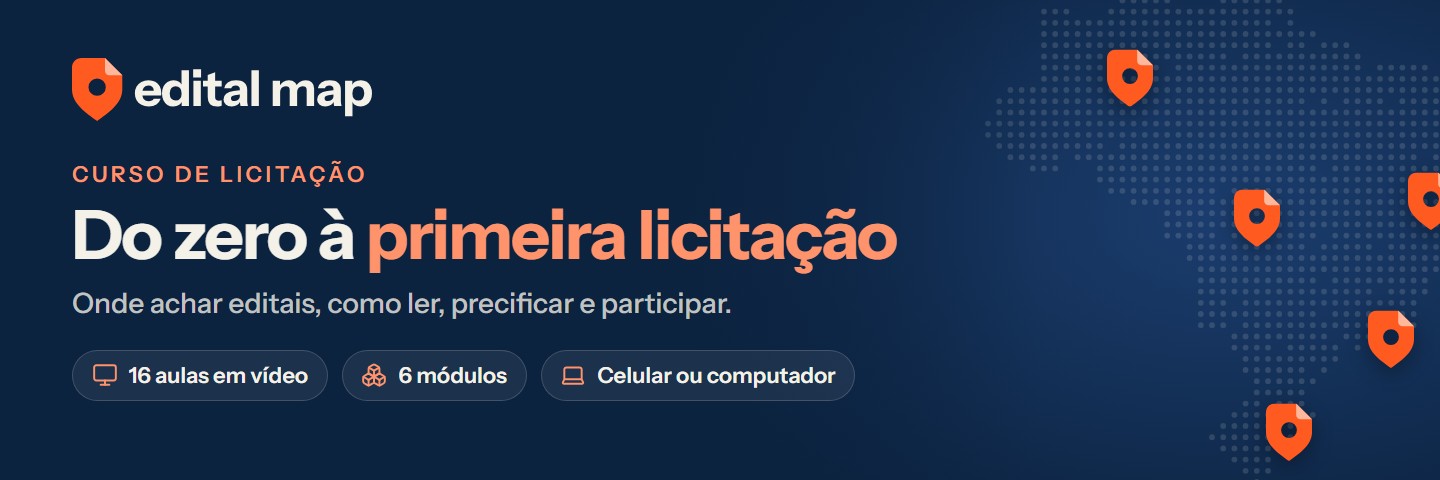 edital map
CURSO DE LICITAÇÃO
Do zero à primeira licitação
Onde achar editais, como ler, precificar e participar.
16 aulas em vídeo
6 módulos
Celular ou computador